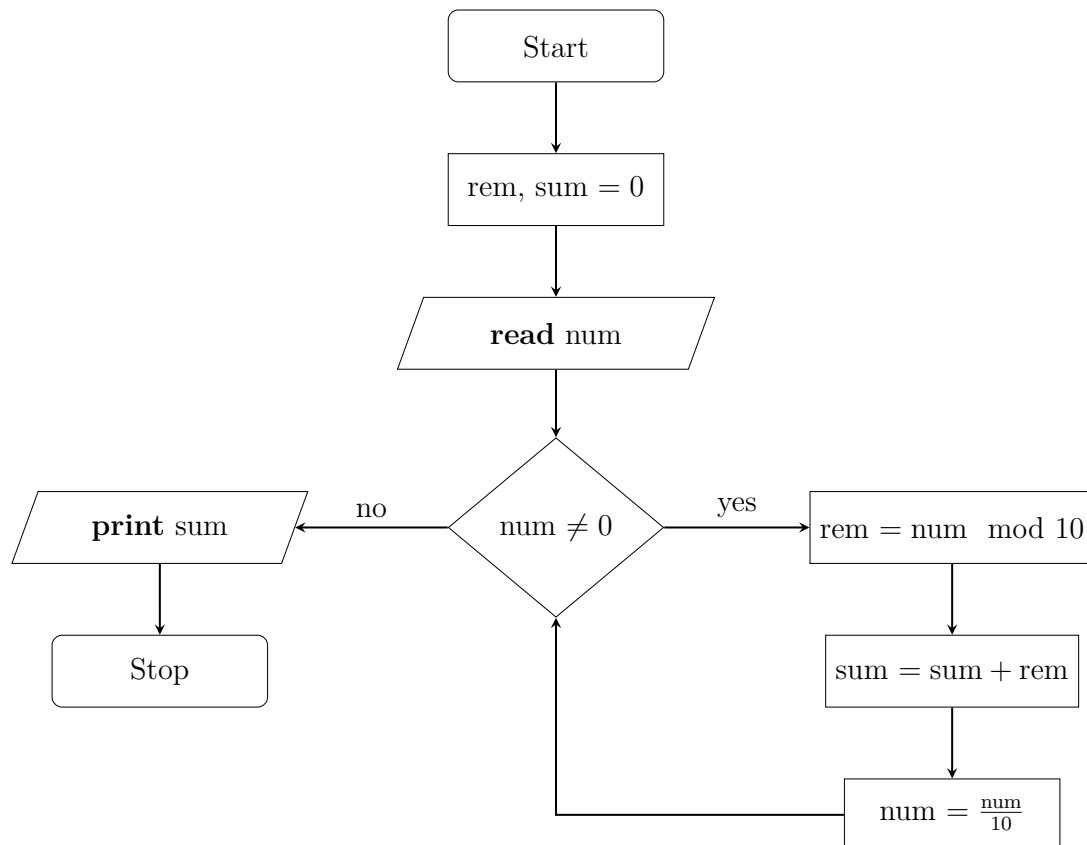 Start
rem, sum = 0
read num
num ≠ 0
yes
no
rem = num mod 10
sum = sum + rem
num = num/10
print sum
Stop